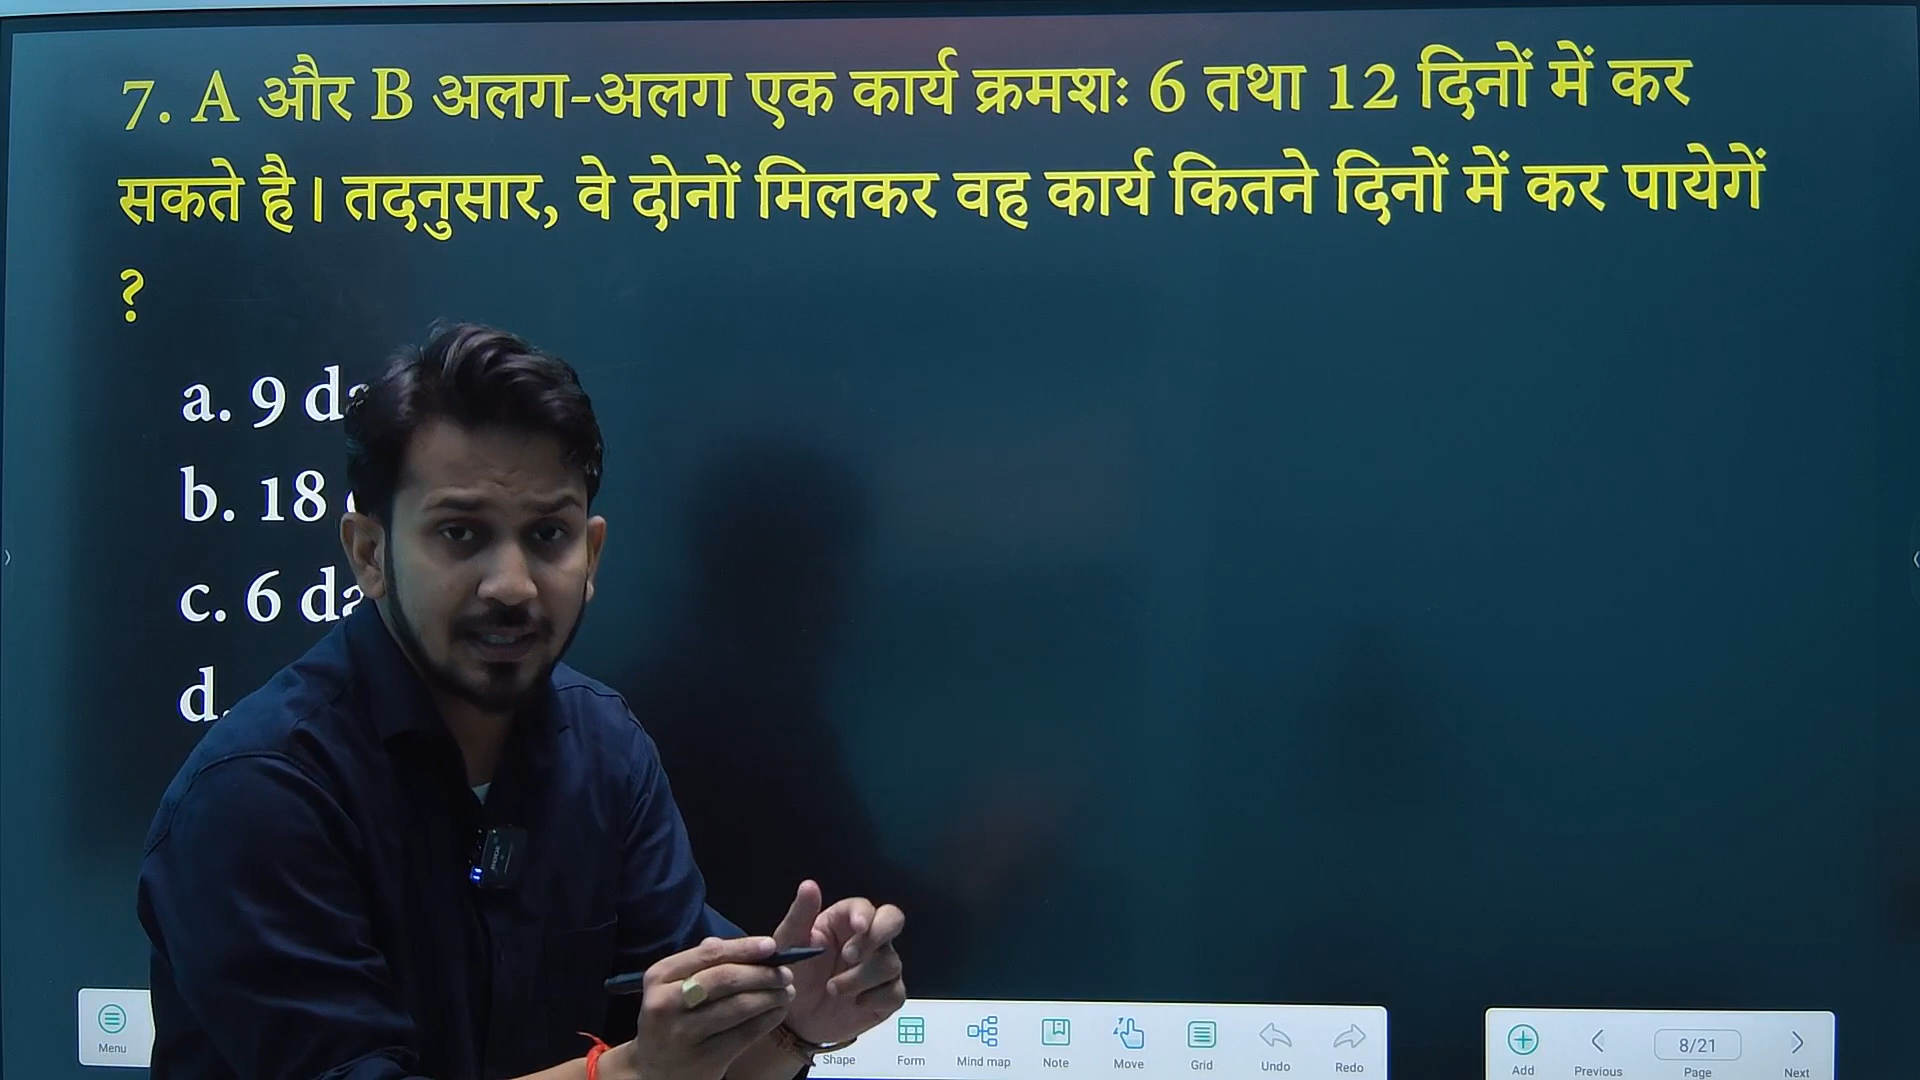 7. A और B अलग-अलग एक कार्य क्रमशः 6 तथा 12 दिनों में कर
सकते है। तदनुसार, वे दोनों मिलकर वह कार्य कितने दिनों में कर पायेगें
?
a. 9
b. 18
c. 6
d.
Menu
Shape
Form
Mind map
Note
Move
Grid
Undo
Redo
Add
Previous
8/21
Page
Next